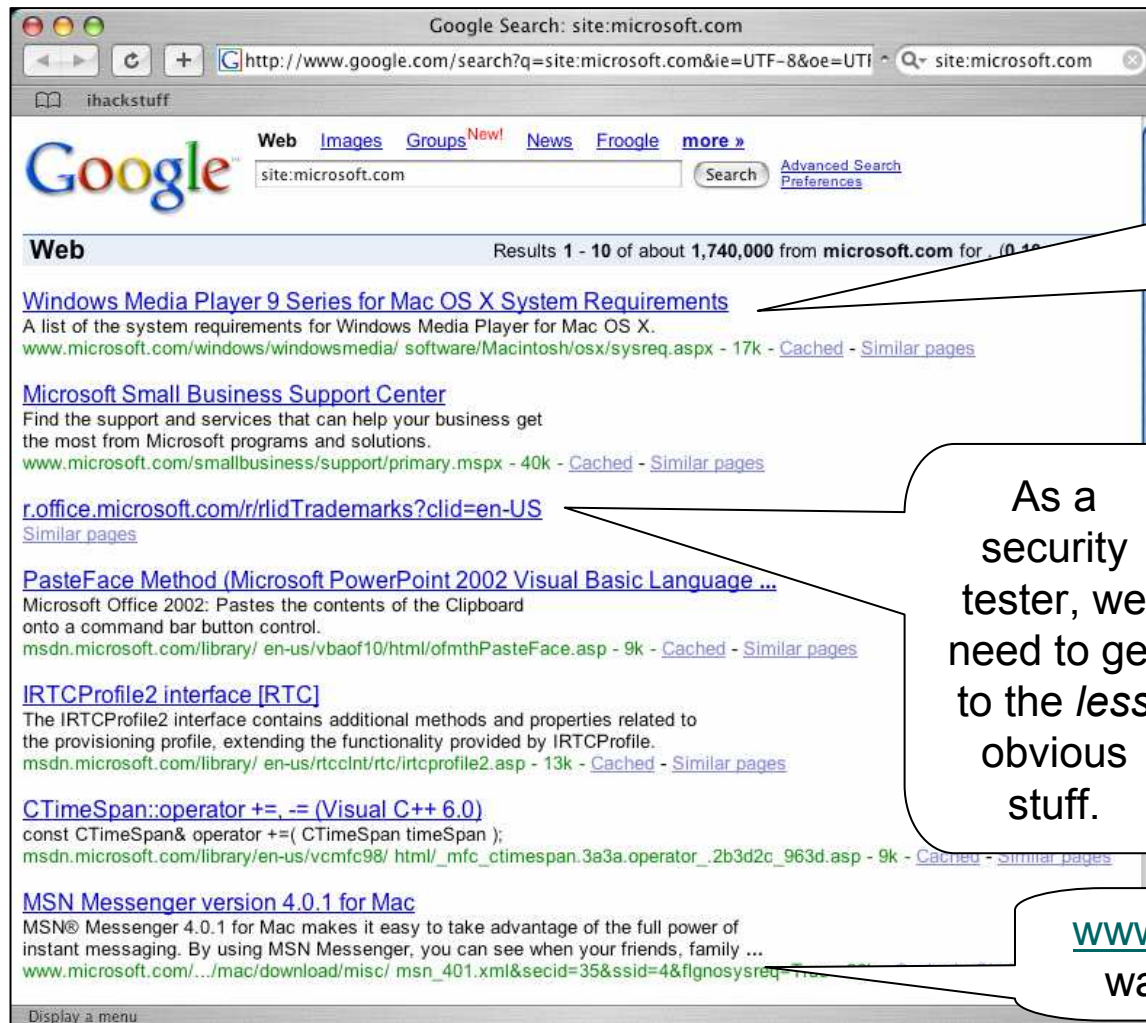 Google Search: site:microsoft.com
http://www.google.com/search?q=site:microsoft.com&ie=UTF-8&oe=UTF
site:microsoft.com
ihackstuff
Google
Web Images Groups New! News Froogle more »
site:microsoft.com
Search
Advanced Search
Preferences
Web
Results 1 - 10 of about 1,740,000 from microsoft.com for .
Windows Media Player 9 Series for Mac OS X System Requirements
A list of the system requirements for Windows Media Player for Mac OS X.
www.microsoft.com/windows/windowsmedia/ software/Macintosh/osx/sysreq.aspx - 17k - Cached - Similar pages
Microsoft Small Business Support Center
Find the support and services that can help your business get
the most from Microsoft programs and solutions.
www.microsoft.com/smallbusiness/support/primary.mspx - 40k - Cached - Similar pages
r.office.microsoft.com/r/rlidTrademarks?clid=en-US
Similar pages
PasteFace Method (Microsoft PowerPoint 2002 Visual Basic Language ...
Microsoft Office 2002: Pastes the contents of the Clipboard
onto a command bar button control.
msdn.microsoft.com/library/ en-us/vbaof10/html/ofmthPasteFace.asp - 9k - Cached - Similar pages
IRTCProfile2 interface [RTC]
The IRTCProfile2 interface contains additional methods and properties related to
the provisioning profile, extending the functionality provided by IRTCProfile.
msdn.microsoft.com/library/ en-us/rtcclnt/rtc/irtcprofile2.asp - 13k - Cached - Similar pages
CTimeSpan::operator +=, -= (Visual C++ 6.0)
const CTimeSpan& operator +=( CTimeSpan timeSpan );
msdn.microsoft.com/library/en-us/vcmfc98/ html/_mfc_ctimespan.3a3a.operator_.2b3d2c_963d.asp - 9k - Cached - Similar pages
MSN Messenger version 4.0.1 for Mac
MSN® Messenger 4.0.1 for Mac makes it easy to take advantage of the full power of
instant messaging. By using MSN Messenger, you can see when your friends, family ...
www.microsoft.com/.../mac/download/misc/ msn_401.xml&secid=35&ssid=4&flgnosysreq=
Display a menu
As a
security
tester, we
need to ge
to the less
obvious
stuff.
www
wa